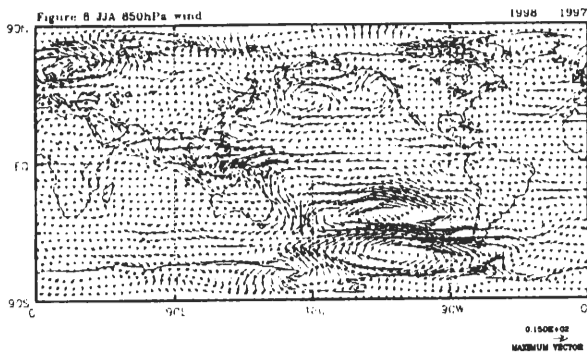 Figure 8 JJA 850hPa wind 1998 1997
90N
EQ
90S
0 90E 180 90W 0
0.150E+02
MAXIMUM VECTOR